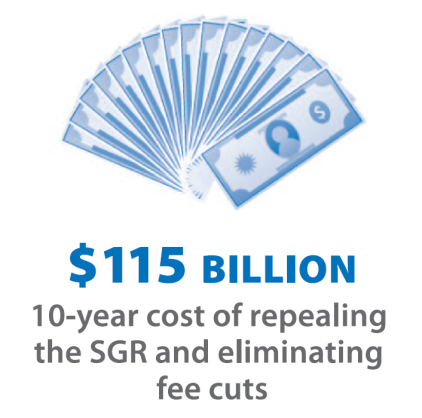 $
$115 BILLION
10-year cost of repealing
the SGR and eliminating
fee cuts